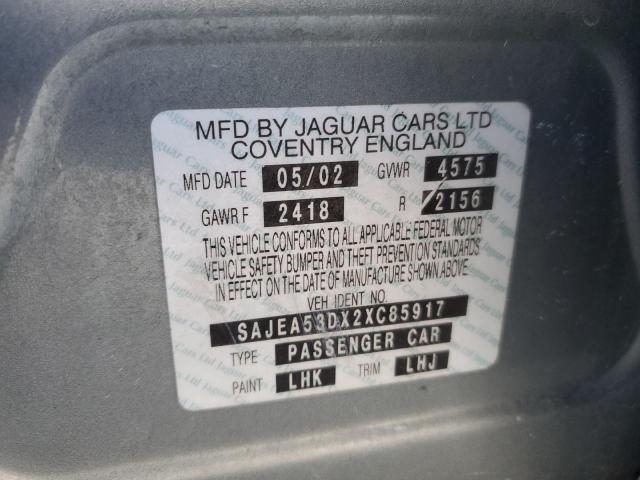 MFD BY JAGUAR CARS LTD
COVENTRY ENGLAND
MFD DATE 05/02 GVWR 4575
GAWR F 2418 R 2156
THIS VEHICLE CONFORMS TO ALL APPLICABLE FEDERAL MOTOR
VEHICLE SAFETY BUMPER AND THEFT PREVENTION STANDARDS
IN EFFECT ON THE DATE OF MANUFACTURE SHOWN ABOVE
VEH IDENT NO.
SAJEA53DX2XC85917
TYPE PASSENGER CAR
PAINT LHK TRIM LHJ